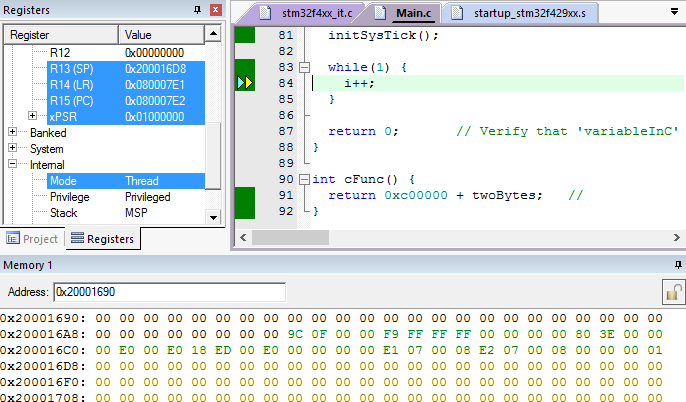 Registers
Register Value
R12 0x00000000
R13 (SP) 0x200016D8
R14 (LR) 0x080007E1
R15 (PC) 0x080007E2
xPSR 0x01000000
Banked
System
Internal
Mode Thread
Privilege Privileged
Stack MSP
Project Registers
stm32f4xx_it.c Main.c startup_stm32f429xx.s
81 initSysTick();
82
83 while(1) {
84 i++;
85 }
86
87 return 0; // Verify that 'variableInC'
88 }
89
90 int cFunc() {
91 return 0xc00000 + twoBytes; //
92 }
Memory 1
Address: 0x20001690
0x20001690: 00 00 00 00 00 00 00 00 00 00 00 00 00 00 00 00 00 00 00 00 00 00 00 00
0x200016A8: 00 00 00 00 00 00 00 00 9C 0F 00 00 F9 FF FF FF 00 00 00 00 80 3E 00 00
0x200016C0: 00 E0 00 E0 18 ED 00 E0 00 00 00 00 E1 07 00 08 E2 07 00 08 00 00 00 01
0x200016D8: 00 00 00 00 00 00 00 00 00 00 00 00 00 00 00 00 00 00 00 00 00 00 00 00
0x200016F0: 00 00 00 00 00 00 00 00 00 00 00 00 00 00 00 00 00 00 00 00 00 00 00 00
0x20001708: 00 00 00 00 00 00 00 00 00 00 00 00 00 00 00 00 00 00 00 00 00 00 00 00